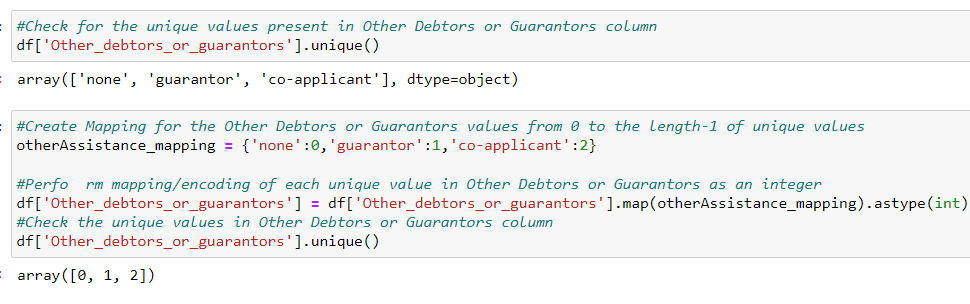 #Check for the unique values present in Other Debtors or Guarantors column
df['Other_debtors_or_guarantors'].unique()
array(['none', 'guarantor', 'co-applicant'], dtype=object)
#Create Mapping for the Other Debtors or Guarantors values from 0 to the length-1 of unique values
otherAssistance_mapping = {'none':0,'guarantor':1,'co-applicant':2}
#Perfo  rm mapping/encoding of each unique value in Other Debtors or Guarantors as an integer
df['Other_debtors_or_guarantors'] = df['Other_debtors_or_guarantors'].map(otherAssistance_mapping).astype(int)
#Check the unique values in Other Debtors or Guarantors column
df['Other_debtors_or_guarantors'].unique()
array([0, 1, 2])